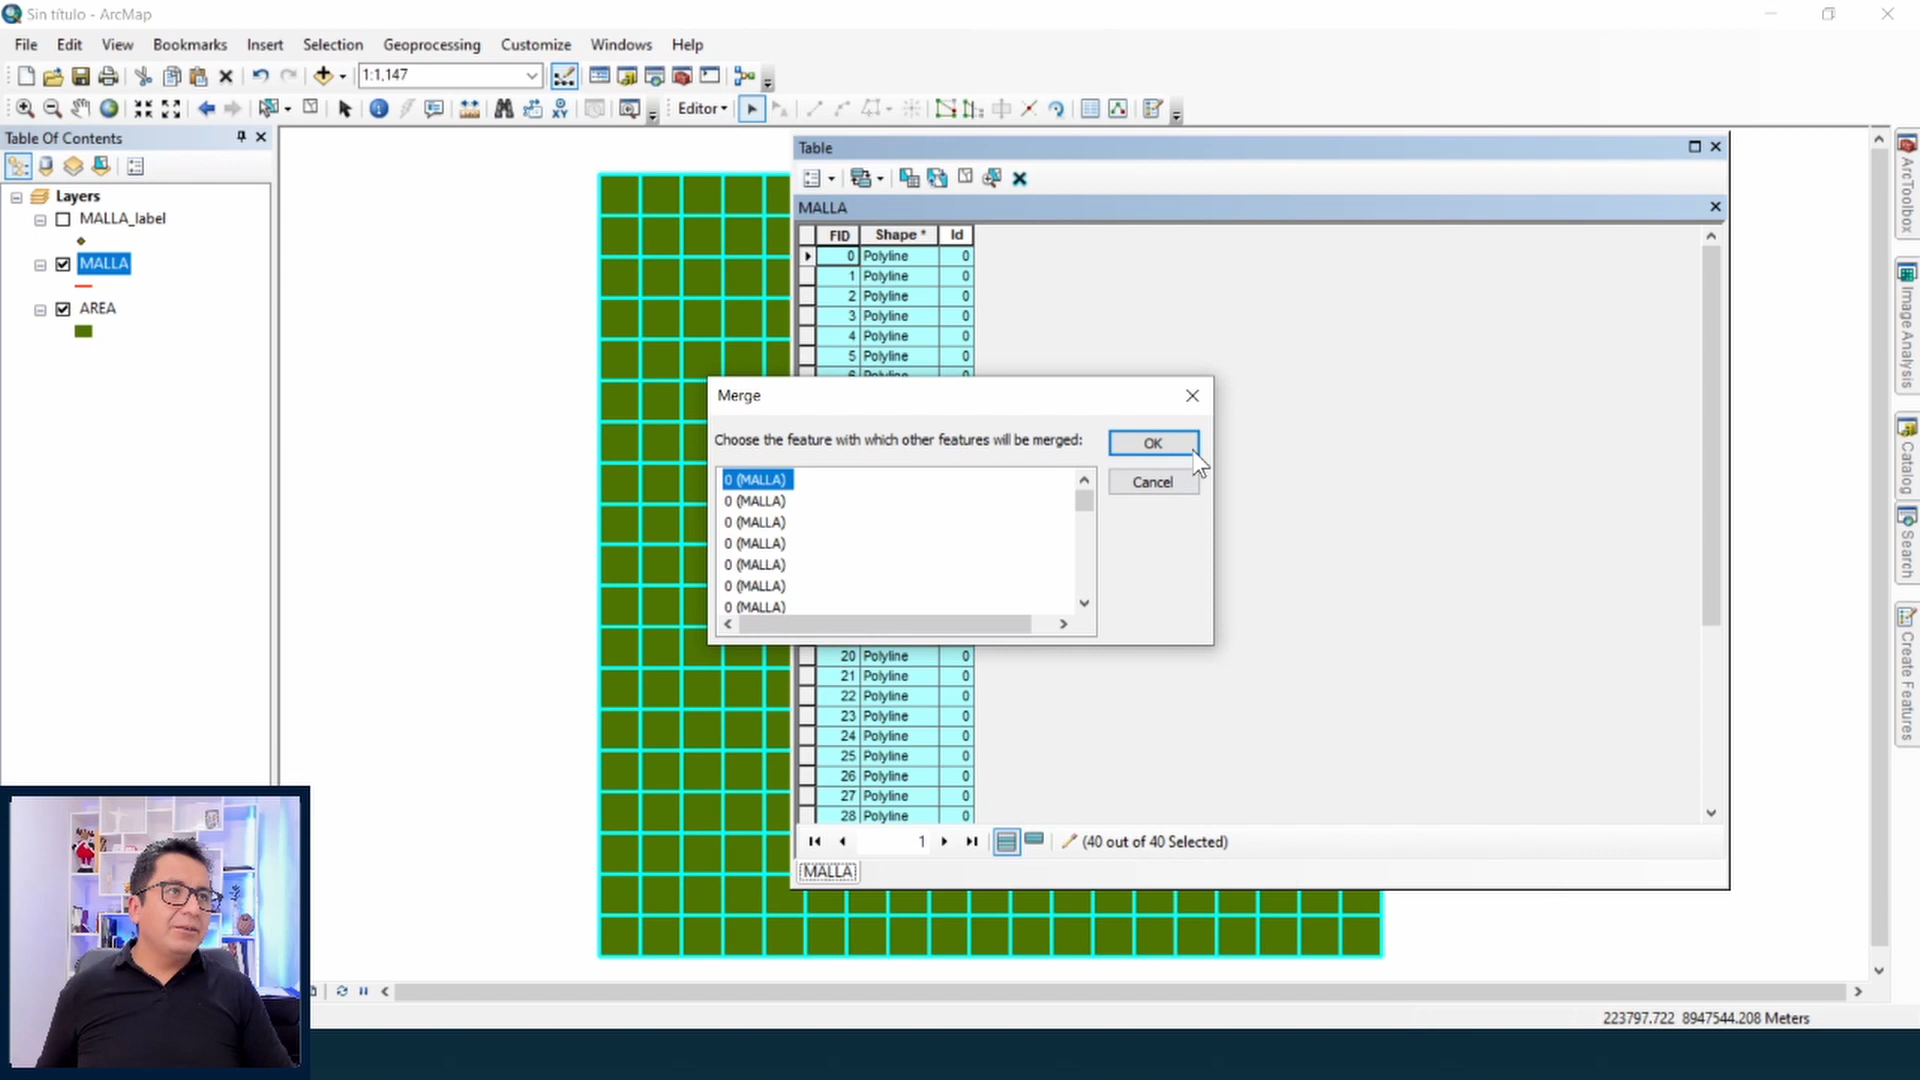 Sin título - ArcMap
File Edit View Bookmarks Insert Selection Geoprocessing Customize Windows Help
1:1,147
Editor
Table Of Contents
Layers
MALLA_label
MALLA
AREA
Table
MALLA
FID Shape * Id
0 Polyline 0
1 Polyline 0
2 Polyline 0
3 Polyline 0
4 Polyline 0
5 Polyline 0
6 Polyline 0
Merge
Choose the feature with which other features will be merged:
OK
Cancel
0 (MALLA)
0 (MALLA)
0 (MALLA)
0 (MALLA)
0 (MALLA)
0 (MALLA)
0 (MALLA)
20 Polyline 0
21 Polyline 0
22 Polyline 0
23 Polyline 0
24 Polyline 0
25 Polyline 0
26 Polyline 0
27 Polyline 0
28 Polyline 0
1 (40 out of 40 Selected)
MALLA
ArcToolbox
Image Analysis
Catalog
Search
Create Features
223797.722 8947544.208 Meters